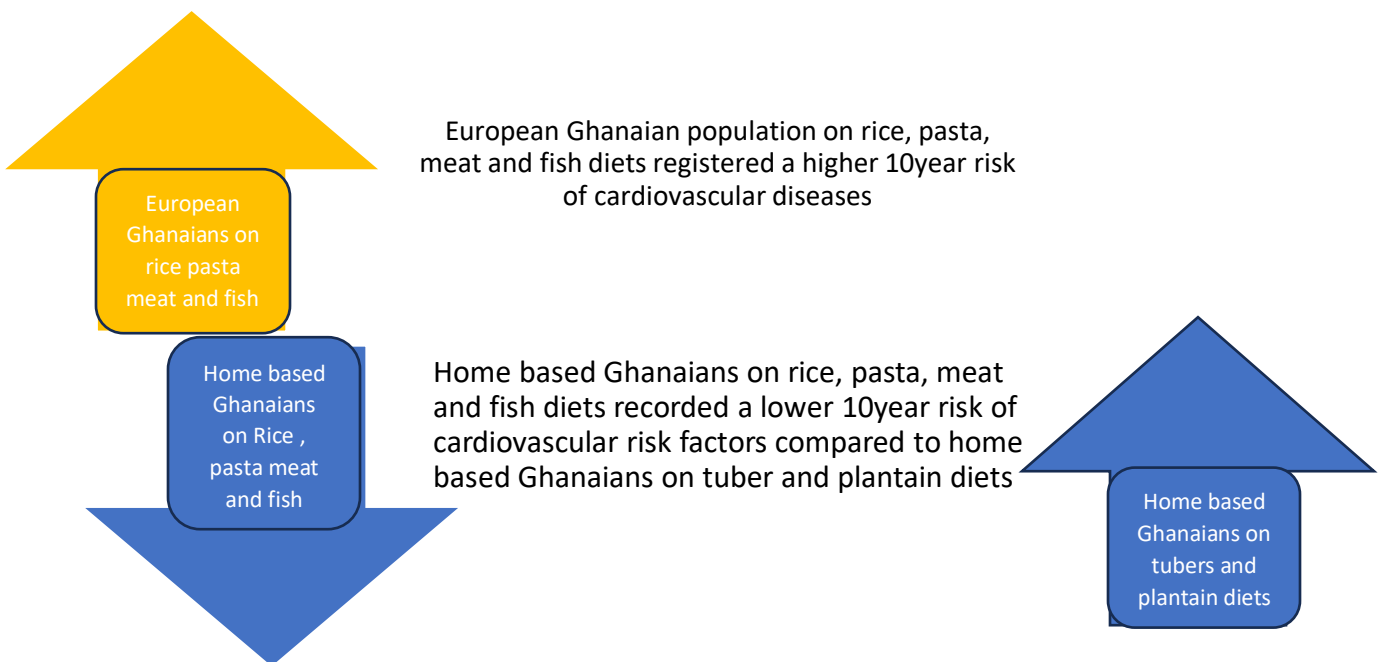 European Ghanaian population on rice, pasta,
meat and fish diets registered a higher 10year risk
of cardiovascular diseases
European
Ghanaians on
rice pasta
meat and fish
Home based
Ghanaians
on Rice ,
pasta meat
and fish
Home based Ghanaians on rice, pasta, meat
and fish diets recorded a lower 10year risk of
cardiovascular risk factors compared to home
based Ghanaians on tuber and plantain diets
Home based
Ghanaians on
tubers and
plantain diets